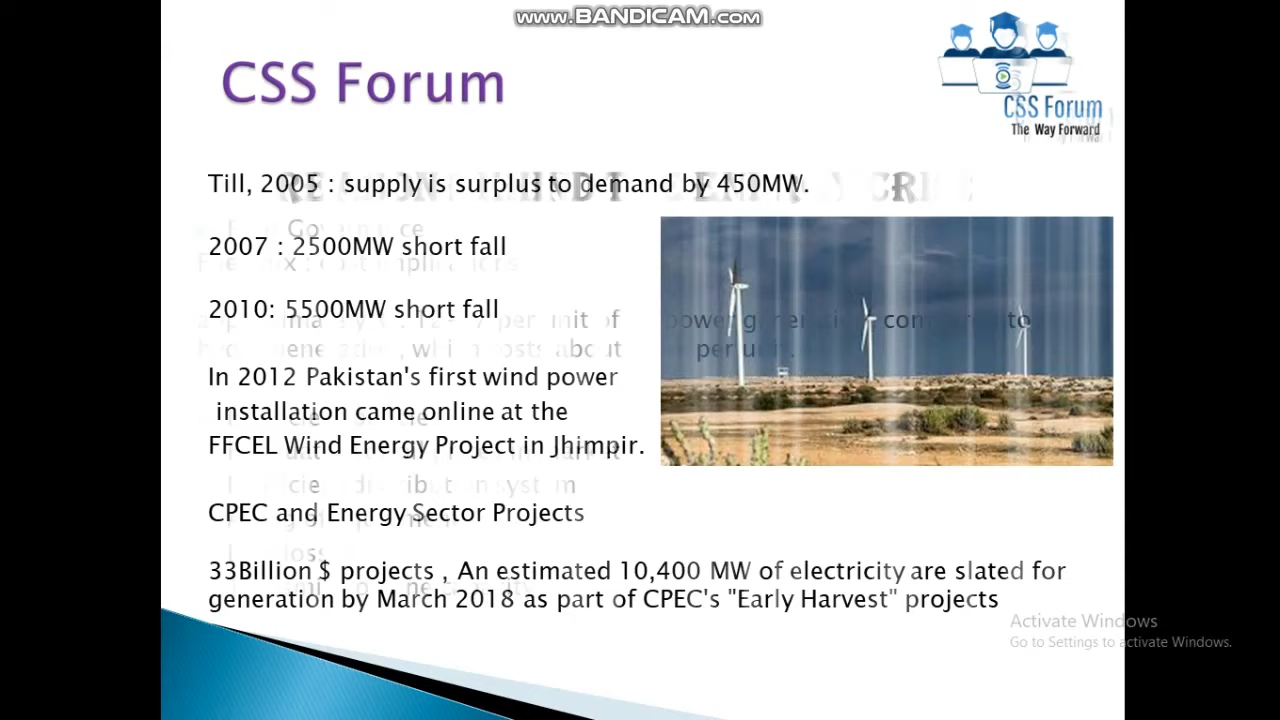 www.BANDICAM.com
CSS Forum
CSS Forum
The Way Forward
Till, 2005 : supply is surplus to demand by 450MW.
2007 : 2500MW short fall
2010: 5500MW short fall
In 2012 Pakistan's first wind power
installation came online at the
FFCEL Wind Energy Project in Jhimpir.
CPEC and Energy Sector Projects
33Billion $ projects , An estimated 10,400 MW of electricity are slated for
generation by March 2018 as part of CPEC's "Early Harvest" projects
Activate Windows
Go to Settings to activate Windows.